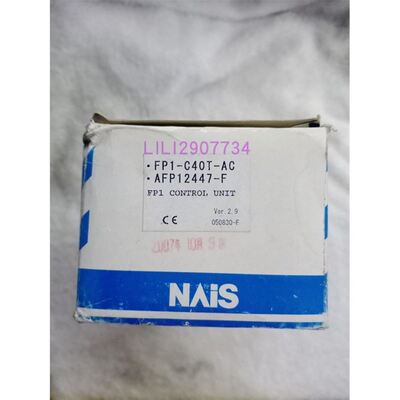 LILI2907734
·FP1-C40T-AC
·AFP12447-F
FP1 CONTROL UNIT
Ver.2.9
CE 050830-F
NAiS